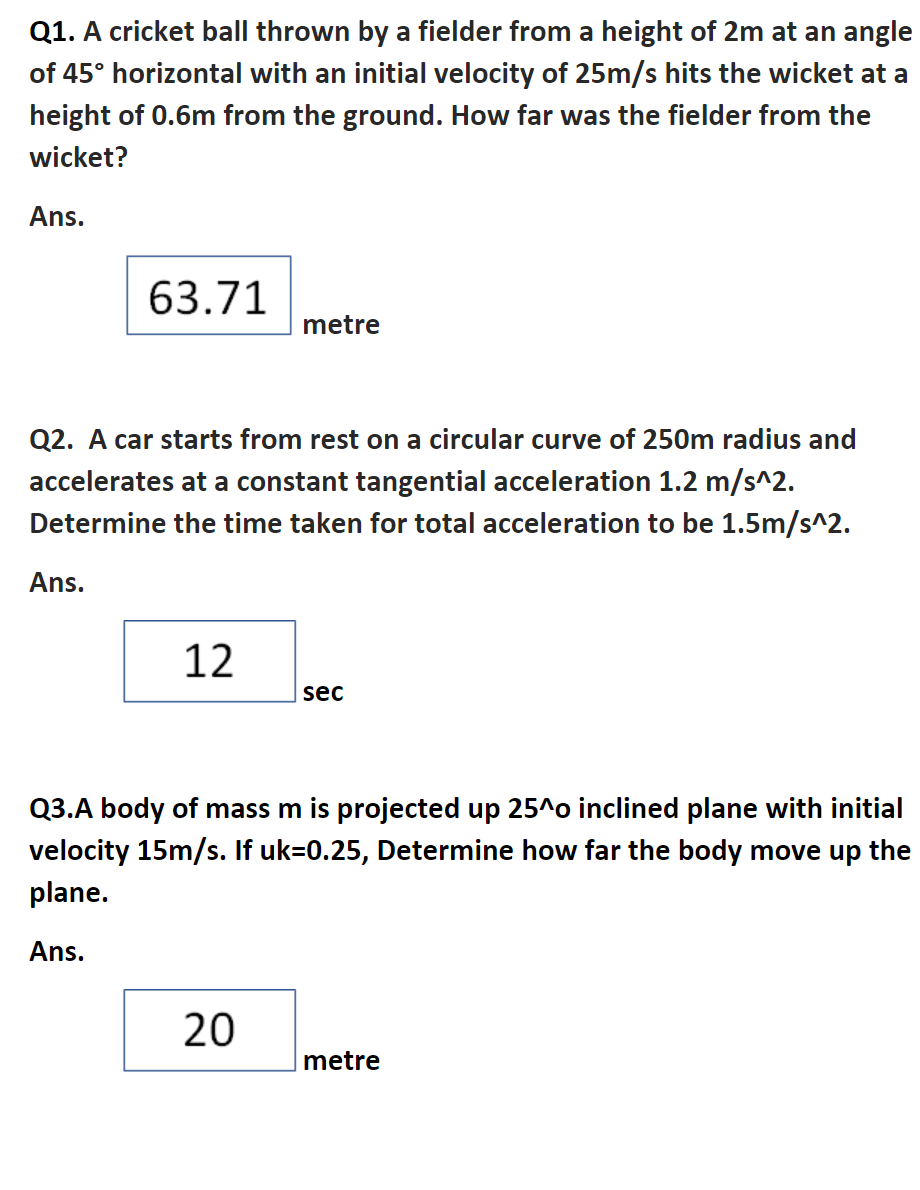 Q1. A cricket ball thrown by a fielder from a height of 2m at an angle
of 45° horizontal with an initial velocity of 25m/s hits the wicket at a
height of 0.6m from the ground. How far was the fielder from the
wicket?
Ans.
63.71
metre
Q2. A car starts from rest on a circular curve of 250m radius and
accelerates at a constant tangential acceleration 1.2 m/s^2.
Determine the time taken for total acceleration to be 1.5m/s^2.
Ans.
12
sec
Q3.A body of mass m is projected up 25^o inclined plane with initial
velocity 15m/s. If uk=0.25, Determine how far the body move up the
plane.
Ans.
20
metre